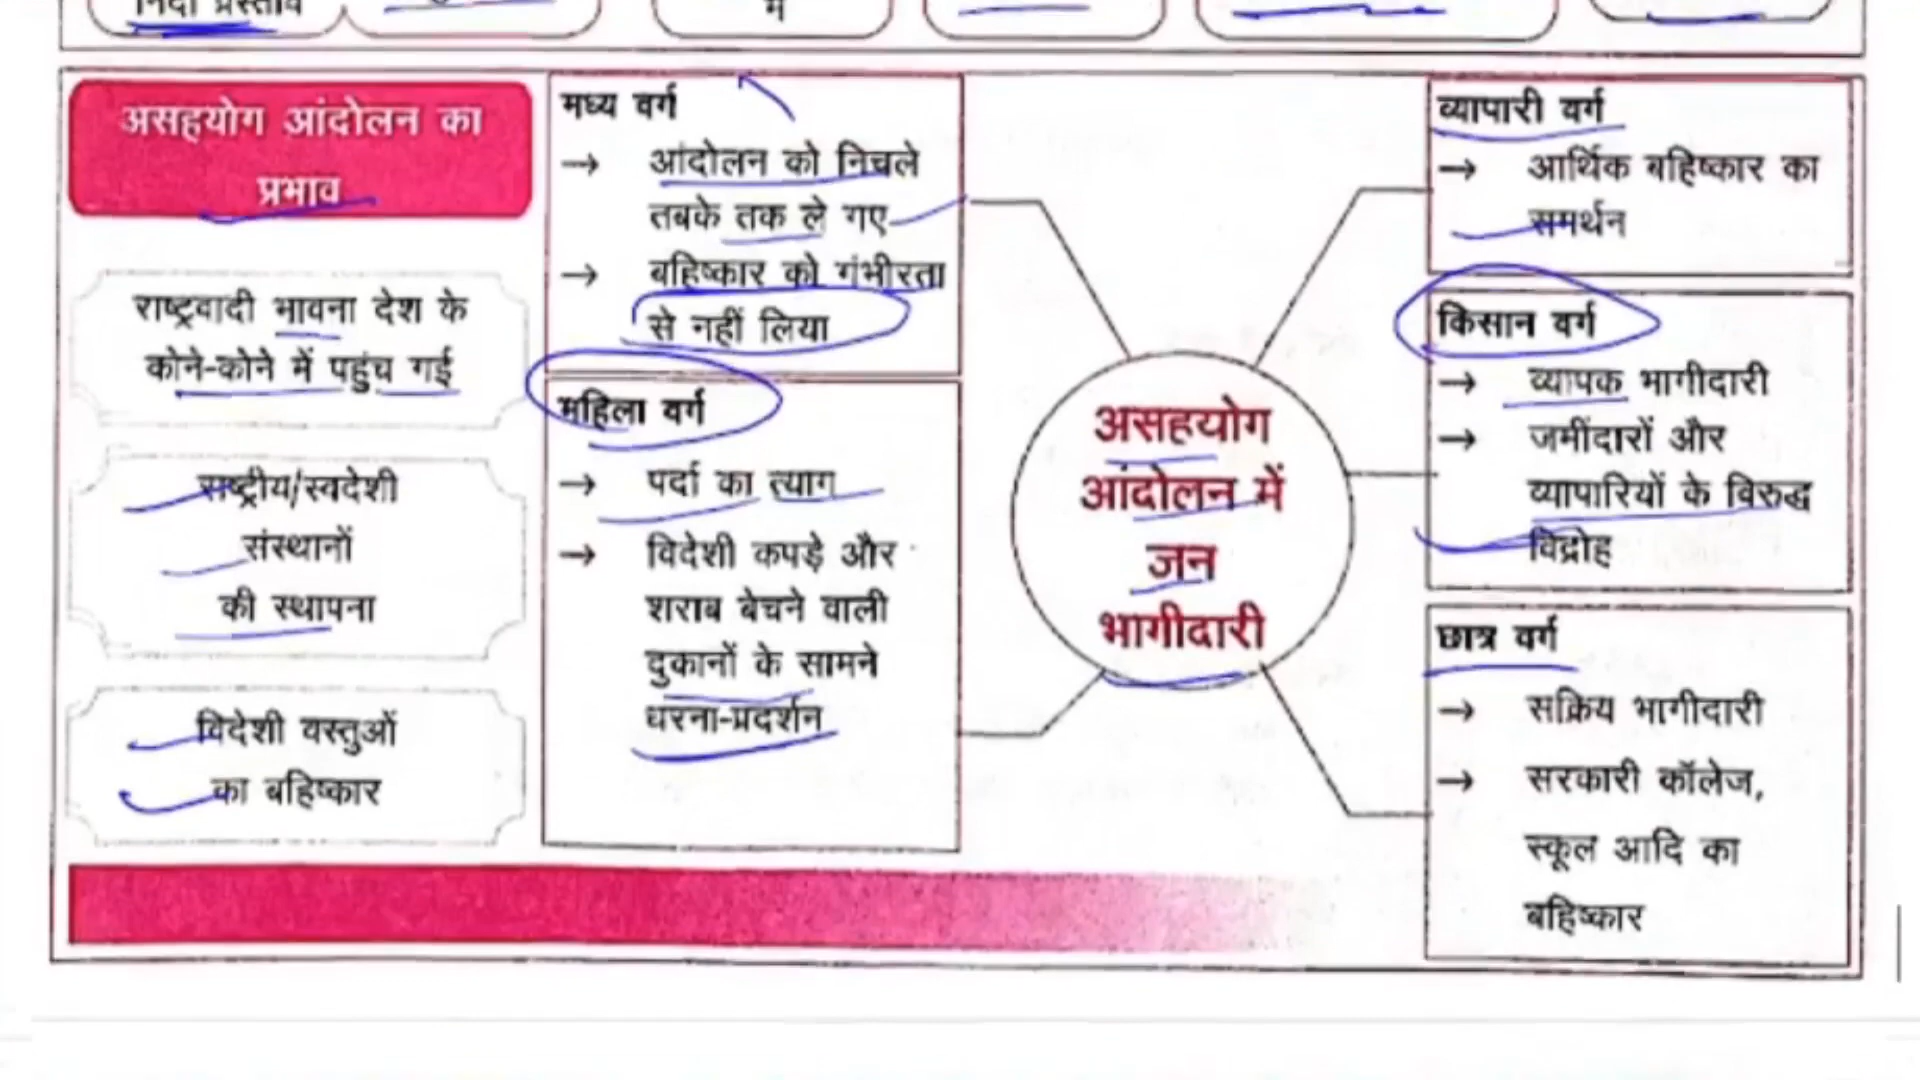 निंदा प्रस्ताव
में
असहयोग आंदोलन का
प्रभाव
राष्ट्रवादी भावना देश के
कोने-कोने में पहुंच गई
राष्ट्रीय/स्वदेशी
संस्थानों
की स्थापना
विदेशी वस्तुओं
का बहिष्कार
मध्य वर्ग
→ आंदोलन को निचले
तबके तक ले गए
→ बहिष्कार को गंभीरता
से नहीं लिया
महिला वर्ग
→ पर्दा का त्याग
→ विदेशी कपड़े और
शराब बेचने वाली
दुकानों के सामने
धरना-प्रदर्शन
असहयोग
आंदोलन में
जन
भागीदारी
व्यापारी वर्ग
→ आर्थिक बहिष्कार का
समर्थन
किसान वर्ग
→ व्यापक भागीदारी
→ जमींदारों और
व्यापारियों के विरुद्ध
विद्रोह
छात्र वर्ग
→ सक्रिय भागीदारी
→ सरकारी कॉलेज,
स्कूल आदि का
बहिष्कार